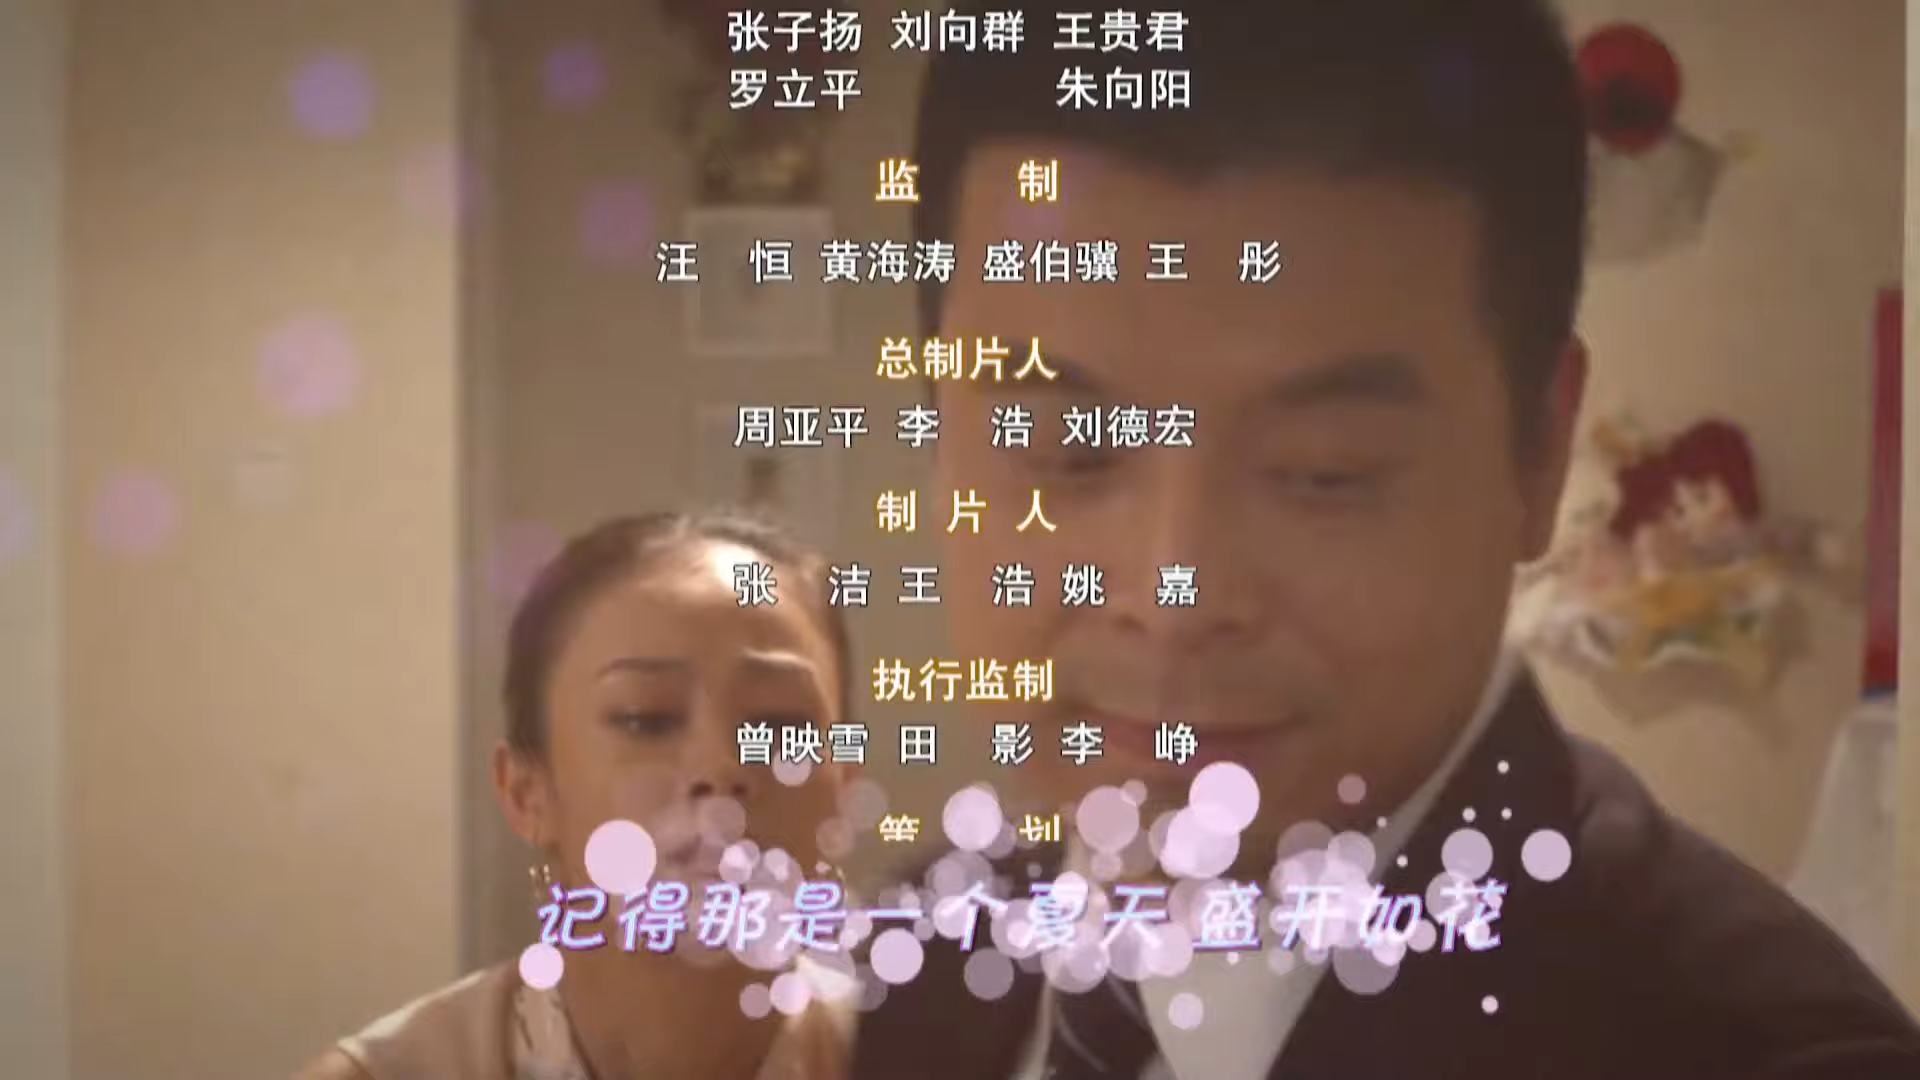 张子扬 刘向群 王贵君
罗立平 朱向阳
监 制
汪 恒 黄海涛 盛伯骥 王 彤
总制片人
周亚平 李 浩 刘德宏
制 片 人
张 洁 王 浩 姚 嘉
执行监制
曾映雪 田 影 李 峥
策 划
记得那是一个夏天 盛开如花